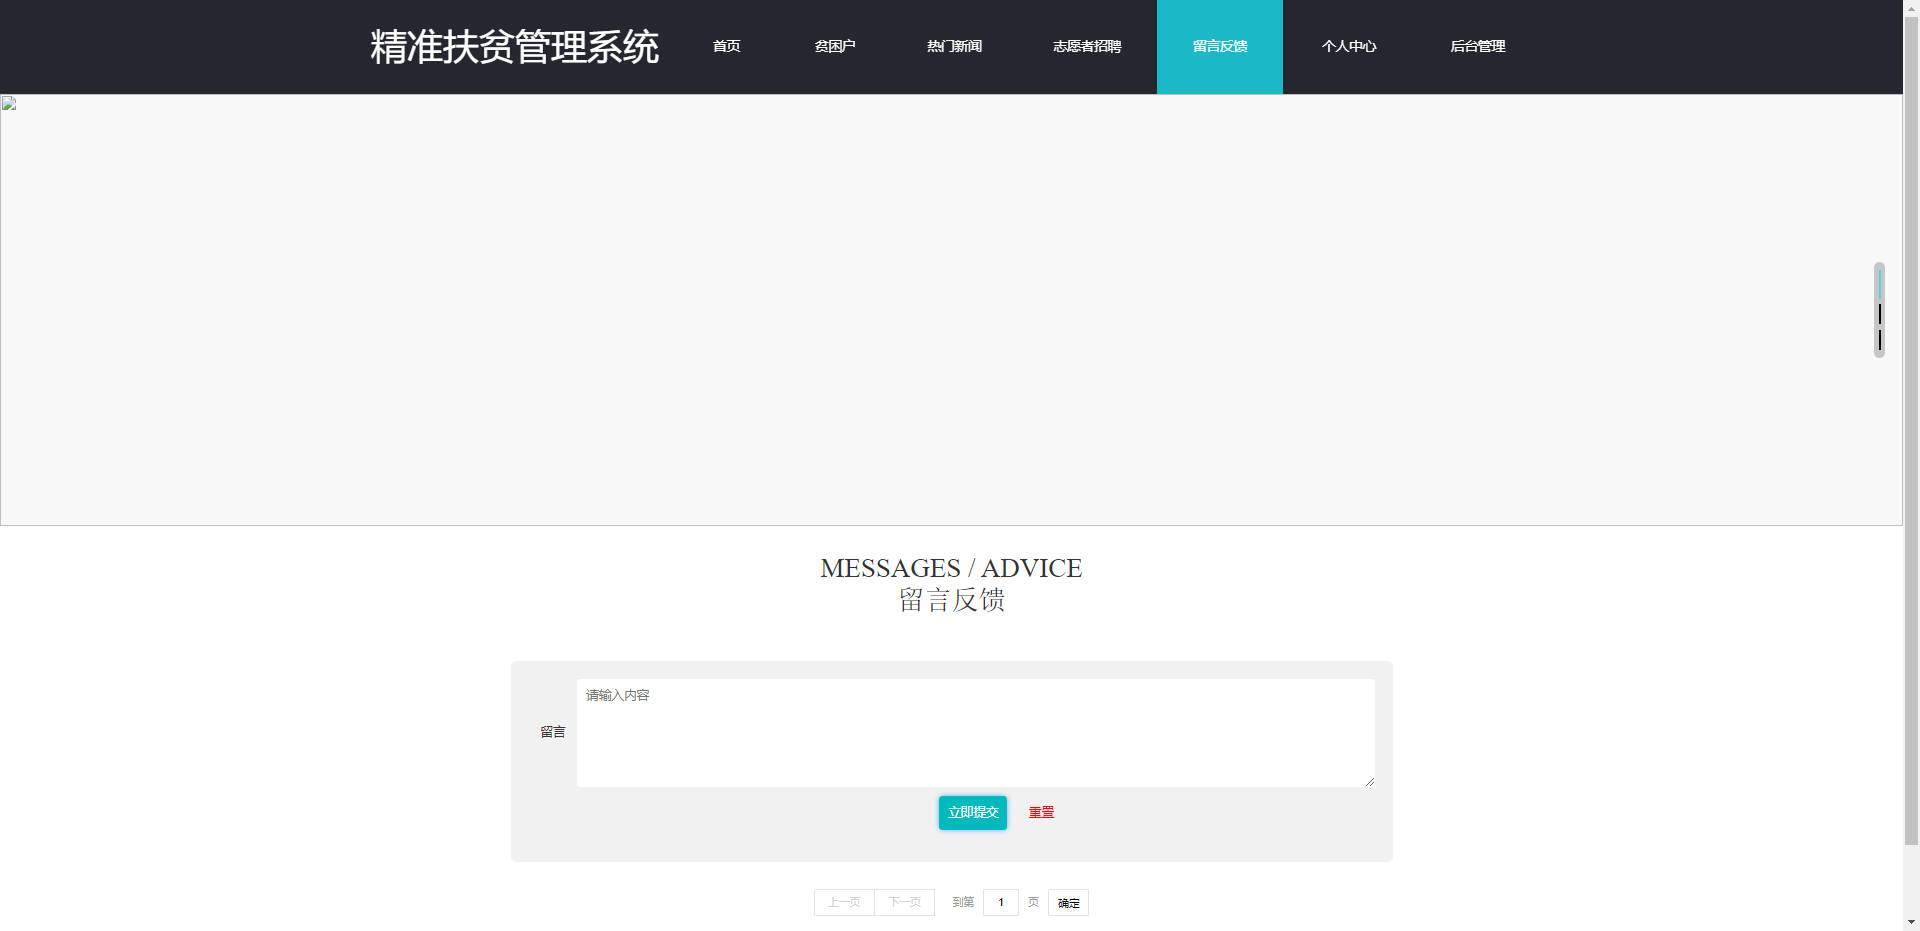 精准扶贫管理系统 首页 贫困户 热门新闻 志愿者招聘 留言反馈 个人中心 后台管理
MESSAGES / ADVICE
留言反馈
请输入内容
留言
立即提交 重置
上一页 下一页 到第 1 页 确定